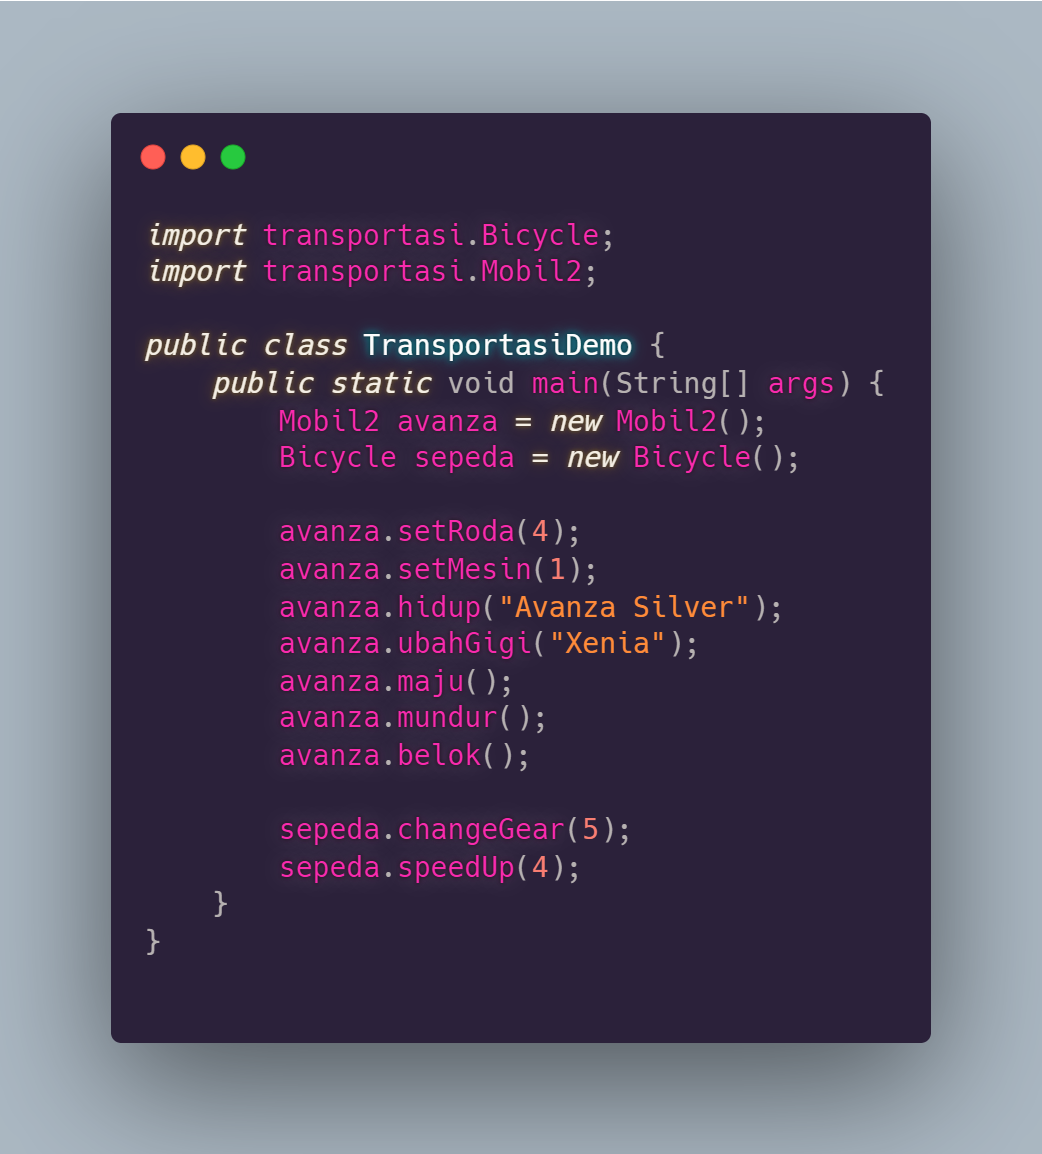 import transportasi.Bicycle;
import transportasi.Mobil2;

public class TransportasiDemo {
    public static void main(String[] args) {
        Mobil2 avanza = new Mobil2();
        Bicycle sepeda = new Bicycle();

        avanza.setRoda(4);
        avanza.setMesin(1);
        avanza.hidup("Avanza Silver");
        avanza.ubahGigi("Xenia");
        avanza.maju();
        avanza.mundur();
        avanza.belok();

        sepeda.changeGear(5);
        sepeda.speedUp(4);
    }
}